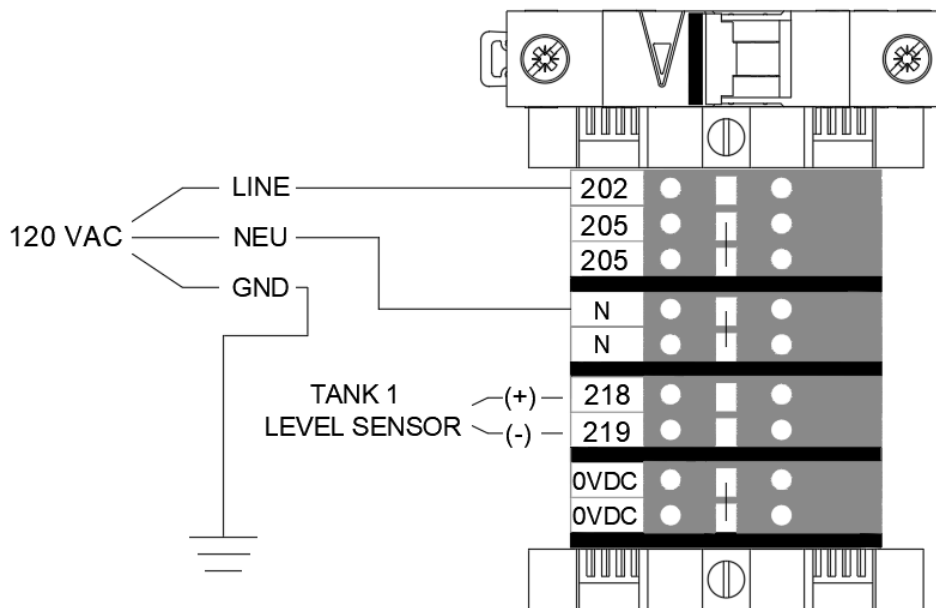 LINE
202
205
120 VAC
NEU
205
GND
N
N
TANK 1
(+)
218
LEVEL SENSOR
(-)
219
0VDC
0VDC